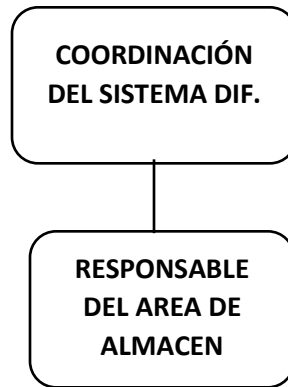 COORDINACIÓN
DEL SISTEMA DIF.
RESPONSABLE
DEL AREA DE
ALMACEN